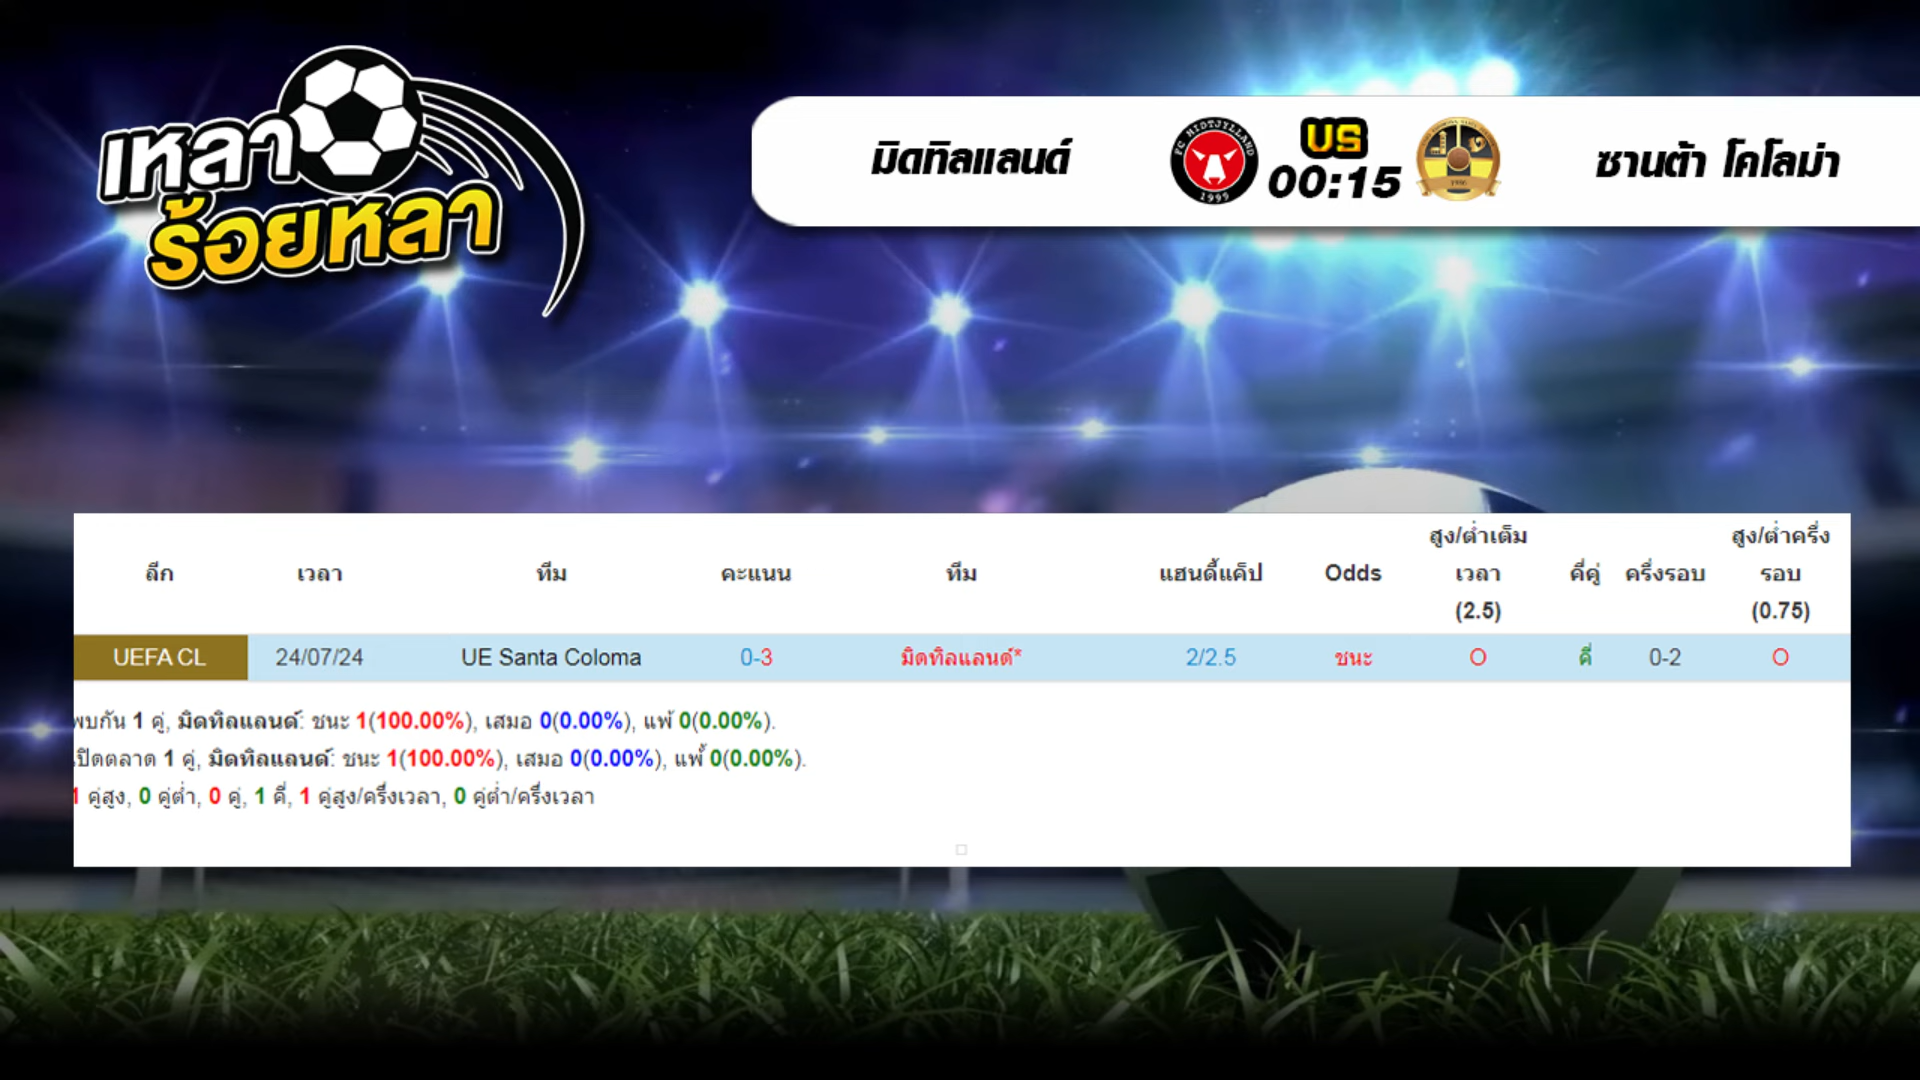 เหลา
ร้อยหลา
มิดทิลแลนด์
FC MIDTJYLLAND
1999
VS
00:15
1986
ซานต้า โคโลม่า
ลีก เวลา ทีม คะแนน ทีม แฮนดี้แค็ป Odds สูง/ต่ำเต็มเวลา (2.5) คี่คู่ ครึ่งรอบ สูง/ต่ำครึ่งรอบ (0.75)
UEFA CL 24/07/24 UE Santa Coloma 0-3 มิดทิลแลนด์* 2/2.5 ชนะ O คี่ 0-2 O
พบกัน 1 คู่, มิดทิลแลนด์: ชนะ 1(100.00%), เสมอ 0(0.00%), แพ้ 0(0.00%).
เปิดตลาด 1 คู่, มิดทิลแลนด์: ชนะ 1(100.00%), เสมอ 0(0.00%), แพ้ 0(0.00%).
1 คู่สูง, 0 คู่ต่ำ, 0 คู่, 1 คี่, 1 คู่สูง/ครึ่งเวลา, 0 คู่ต่ำ/ครึ่งเวลา